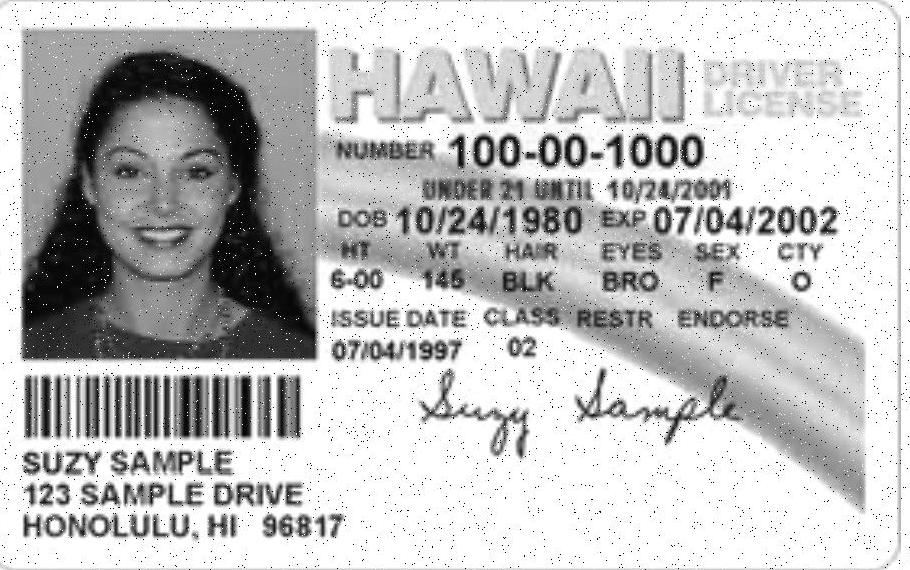 HAWAII DRIVER LICENSE
NUMBER 100-00-1000
UNDER 21 UNTIL 10/24/2001
DOB 10/24/1980 EXP 07/04/2002
HT WT HAIR EYES SEX CTY
6-00 145 BLK BRO F O
ISSUE DATE CLASS RESTR ENDORSE
07/04/1997 02
Suzy Sample
SUZY SAMPLE
123 SAMPLE DRIVE
HONOLULU, HI 96817